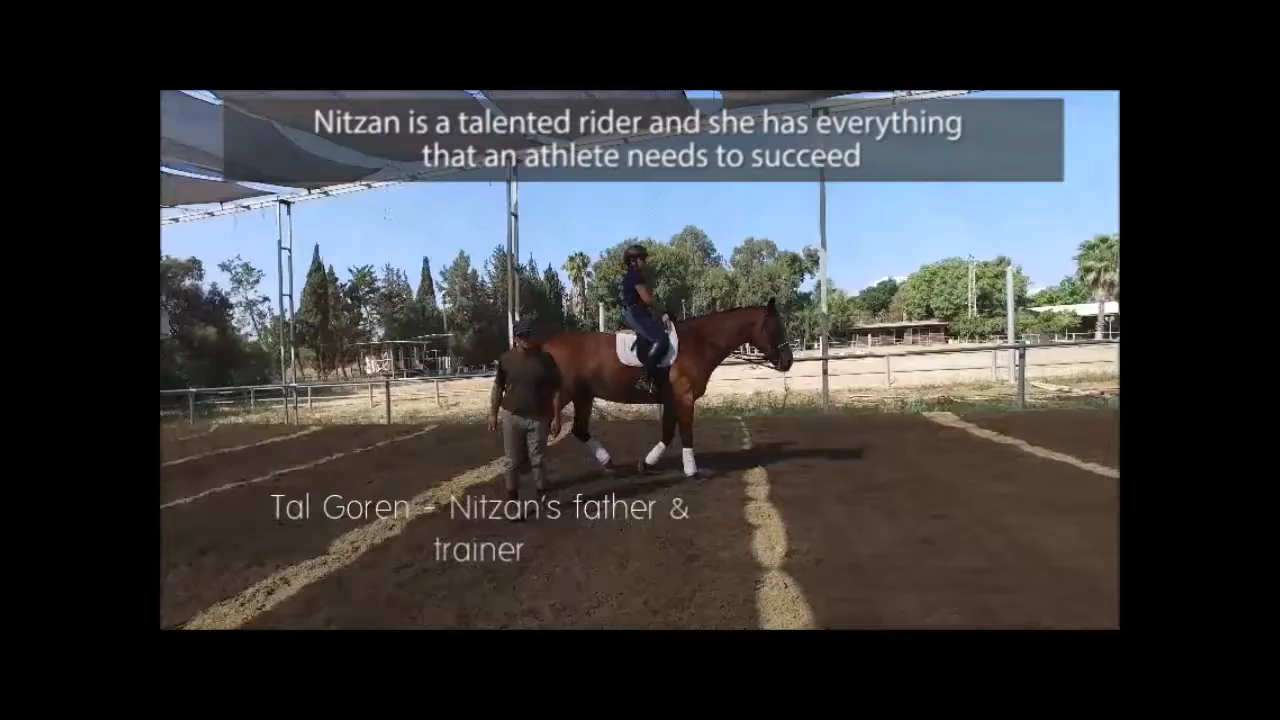 Nitzan is a talented rider and she has everything
that an athlete needs to succeed
Tal Goren - Nitzan's father &
trainer